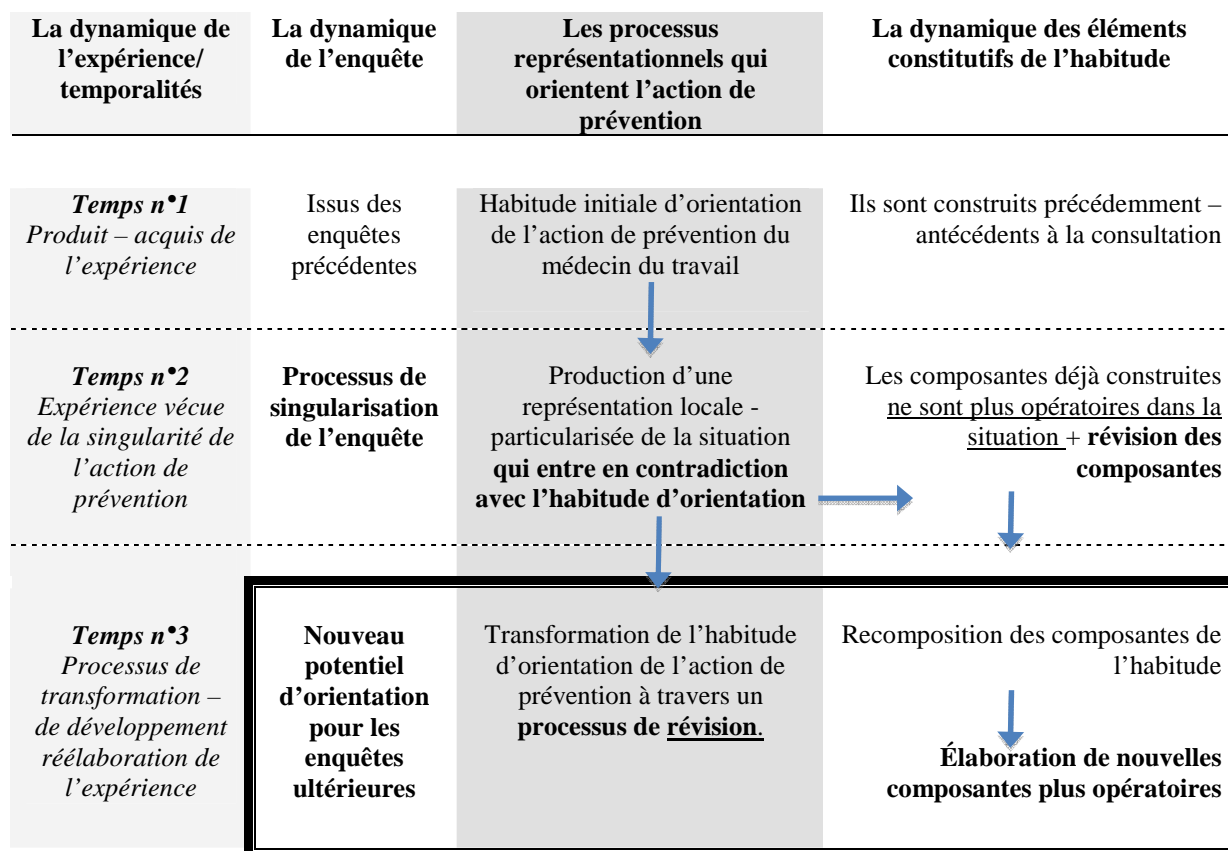 La dynamique de
l’expérience/
temporalités
La dynamique
de l’enquête
Les processus
représentationnels qui
orientent l’action de
prévention
La dynamique des éléments
constitutifs de l’habitude
Temps n°1
Produit – acquis de
l’expérience
Issus des
enquêtes
précédentes
Habitude initiale d’orientation
de l’action de prévention du
médecin du travail
Ils sont construits précédemment –
antécédents à la consultation
Temps n°2
Expérience vécue
de la singularité de
l’action de
prévention
Processus de
singularisation
de l’enquête
Production d’une
représentation locale -
particularisée de la situation
qui entre en contradiction
avec l’habitude d’orientation
Les composantes déjà construites
ne sont plus opératoires dans la
situation + révision des
composantes
Temps n°3
Processus de
transformation –
de développement
réélaboration de
l’expérience
Nouveau
potentiel
d’orientation
pour les
enquêtes
ultérieures
Transformation de l’habitude
d’orientation de l’action de
prévention à travers un
processus de révision.
Recomposition des composantes de
l’habitude
Élaboration de nouvelles
composantes plus opératoires